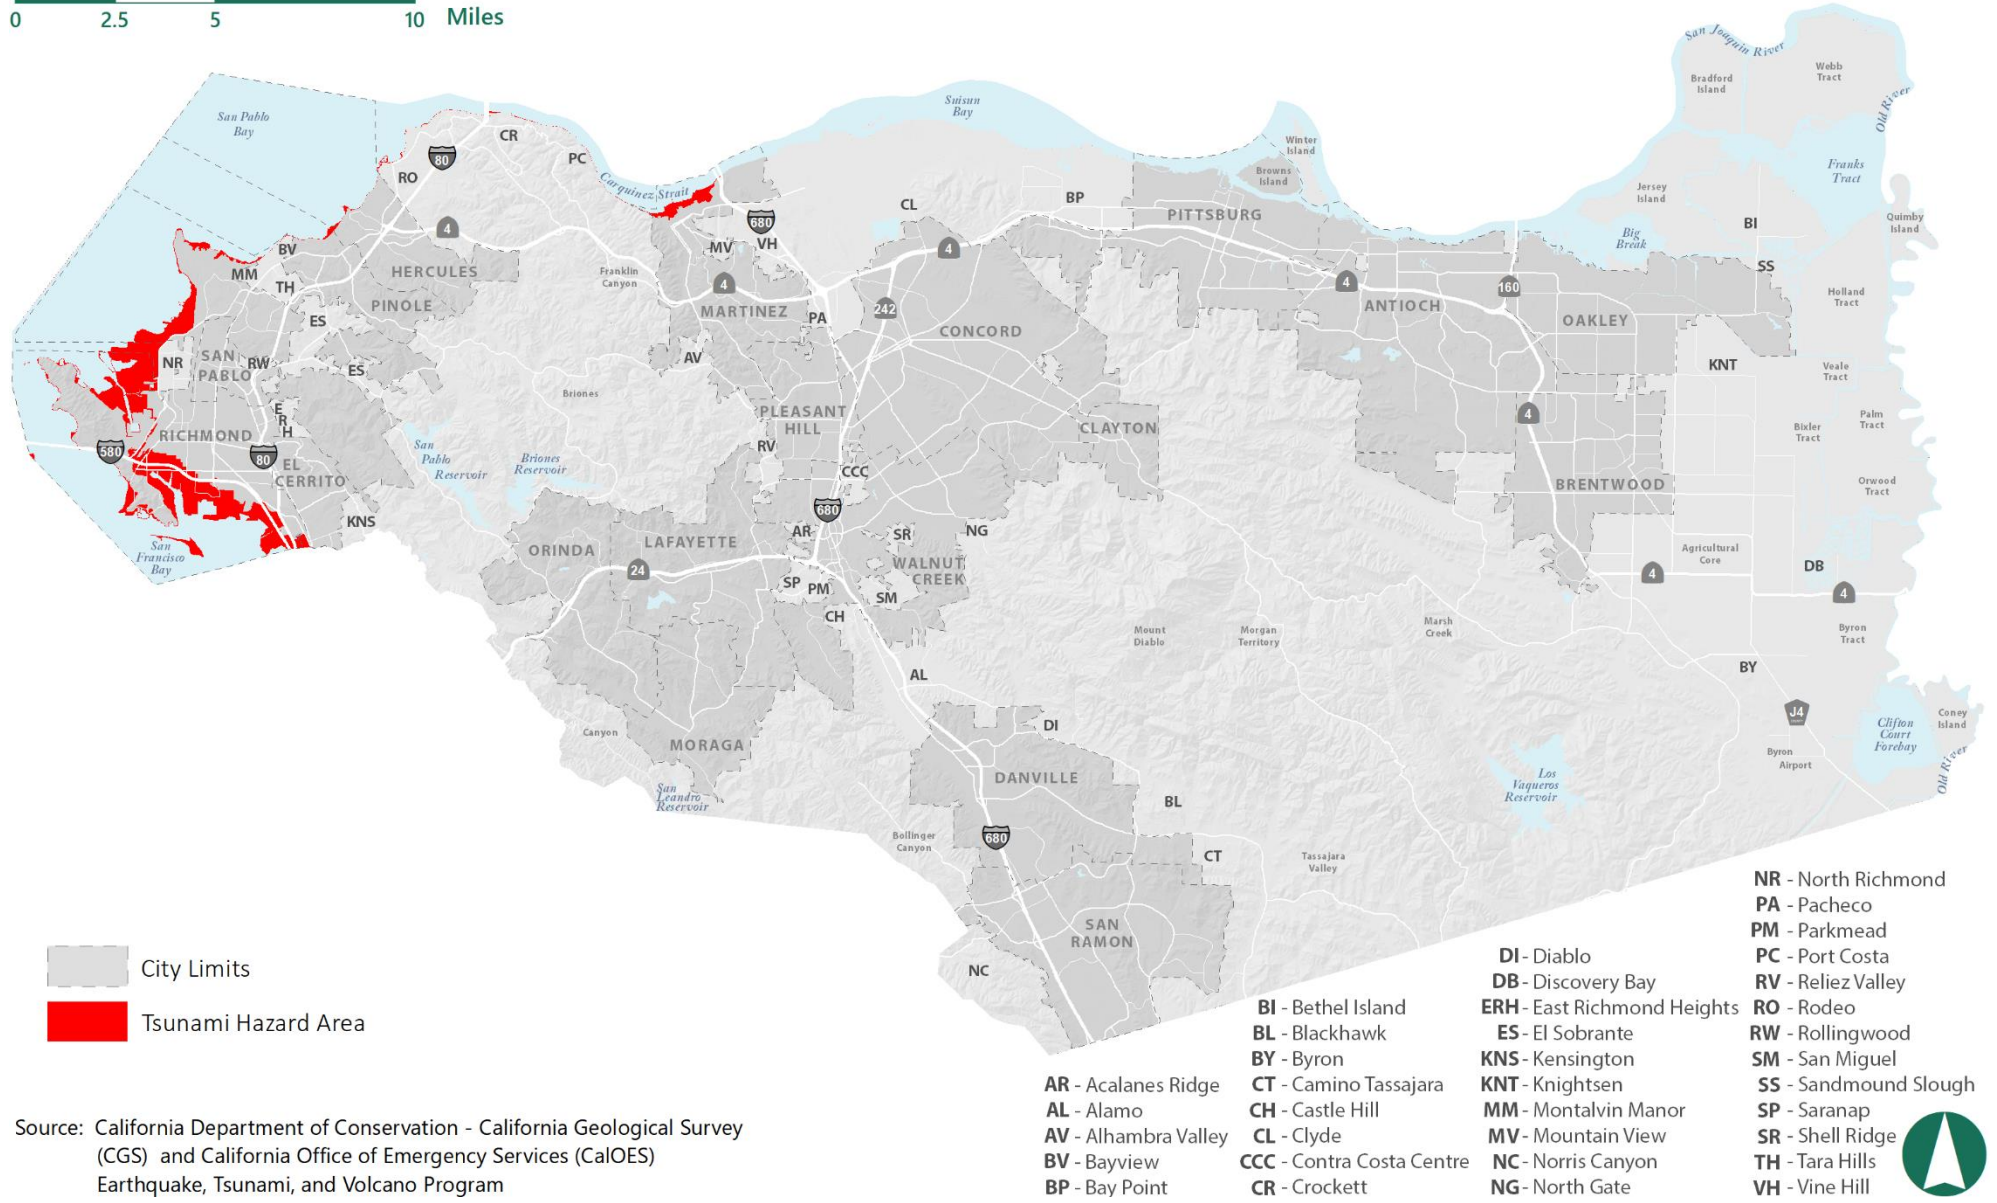 0 2.5 5 10 Miles
San Joaquin River
Webb
Tract
Bradford
Island
Old River
San Pablo
Bay
Suisun
Bay
CR
80
PC
RO
Winter
Island
Browns
Island
Franks
Tract
Carquinez Strait
Jersey
Island
BP
CL
PITTSBURG
680
4
BI
Quimby
Island
Big
Break
BV
MV
VH
4
MM
HERCULES
Franklin
Canyon
SS
TH
4
4
160
PINOLE
Holland
Tract
MARTINEZ
242
ANTIOCH
ES
PA
CONCORD
OAKLEY
NR
SAN
PABLO
RW
ES
AV
KNT
Veale
Tract
Briones
E
R
H
PLEASANT
HILL
CLAYTON
4
Palm
Tract
Bixler
Tract
RICHMOND
580
80
San
Pablo
Reservoir
Briones
Reservoir
RV
EL
CERRITO
CCC
BRENTWOOD
Orwood
Tract
KNS
680
AR
SR
NG
San
Francisco
Bay
ORINDA
LAFAYETTE
24
WALNUT
CREEK
Agricultural
Core
SP
PM
SM
4
DB
4
CH
Mount
Diablo
Morgan
Territory
Marsh
Creek
Byron
Tract
AL
BY
J4
Canyon
MORAGA
DI
Clifton
Court
Forebay
Coney
Island
Byron
Airport
Old River
DANVILLE
San
Leandro
Reservoir
BL
Los
Vaqueros
Reservoir
Bollinger
Canyon
680
CT
Tassajara
Valley
SAN
RAMON
NC
City Limits
Tsunami Hazard Area
Source: California Department of Conservation - California Geological Survey
(CGS) and California Office of Emergency Services (CalOES)
Earthquake, Tsunami, and Volcano Program
AR - Acalanes Ridge
AL - Alamo
AV - Alhambra Valley
BV - Bayview
BP - Bay Point
BI - Bethel Island
BL - Blackhawk
BY - Byron
CT - Camino Tassajara
CH - Castle Hill
CL - Clyde
CCC - Contra Costa Centre
CR - Crockett
DI - Diablo
DB - Discovery Bay
ERH - East Richmond Heights
ES - El Sobrante
KNS - Kensington
KNT - Knightsen
MM - Montalvin Manor
MV - Mountain View
NC - Norris Canyon
NG - North Gate
NR - North Richmond
PA - Pacheco
PM - Parkmead
PC - Port Costa
RV - Reliez Valley
RO - Rodeo
RW - Rollingwood
SM - San Miguel
SS - Sandmound Slough
SP - Saranap
SR - Shell Ridge
TH - Tara Hills
VH - Vine Hill